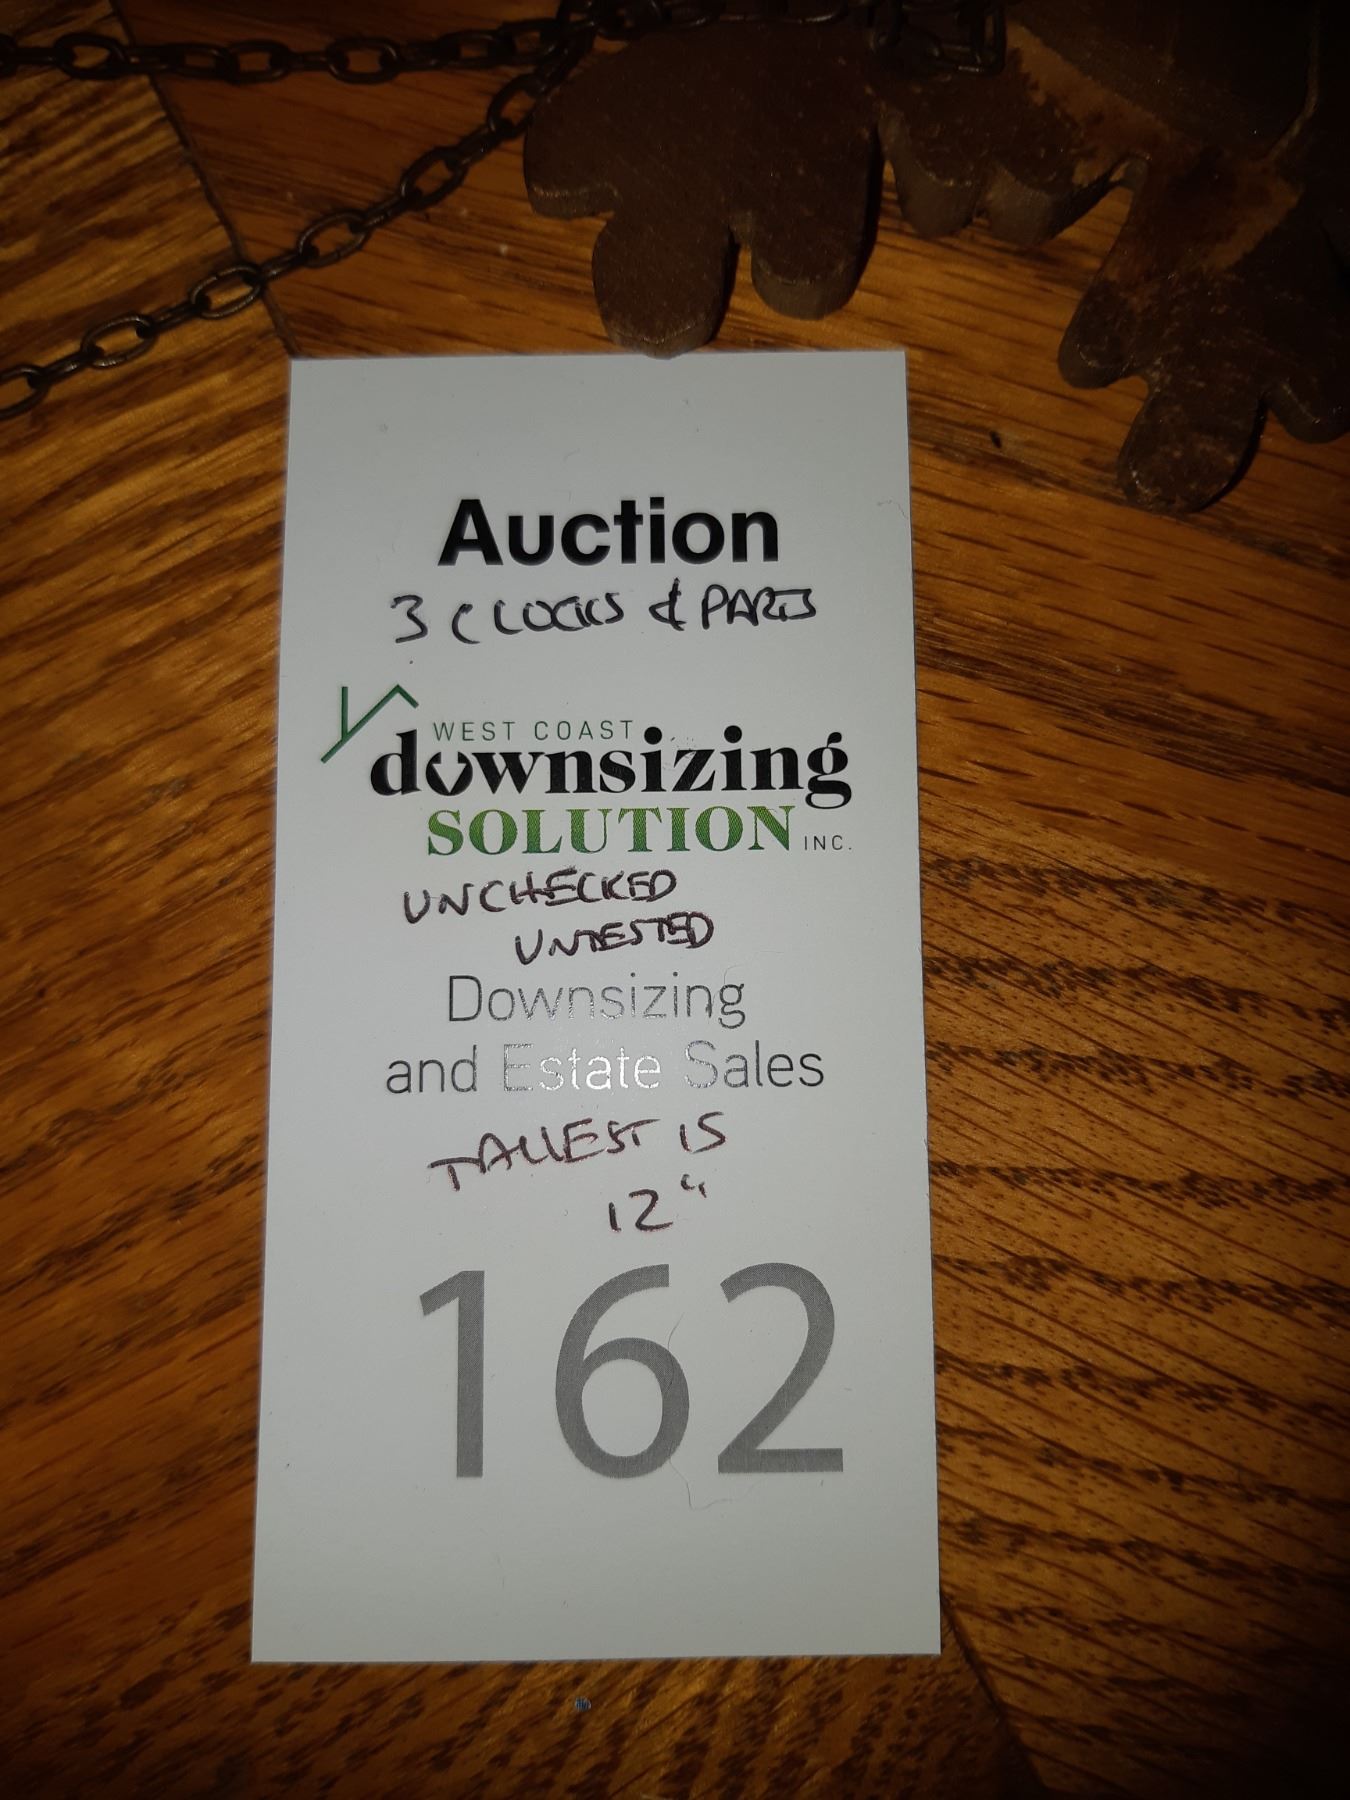 Auction
3 CLOCKS & PARTS
WEST COAST
downsizing
SOLUTION INC.
UNCHECKED
UNTESTED
Downsizing
and Estate Sales
TALLEST IS
12"
162